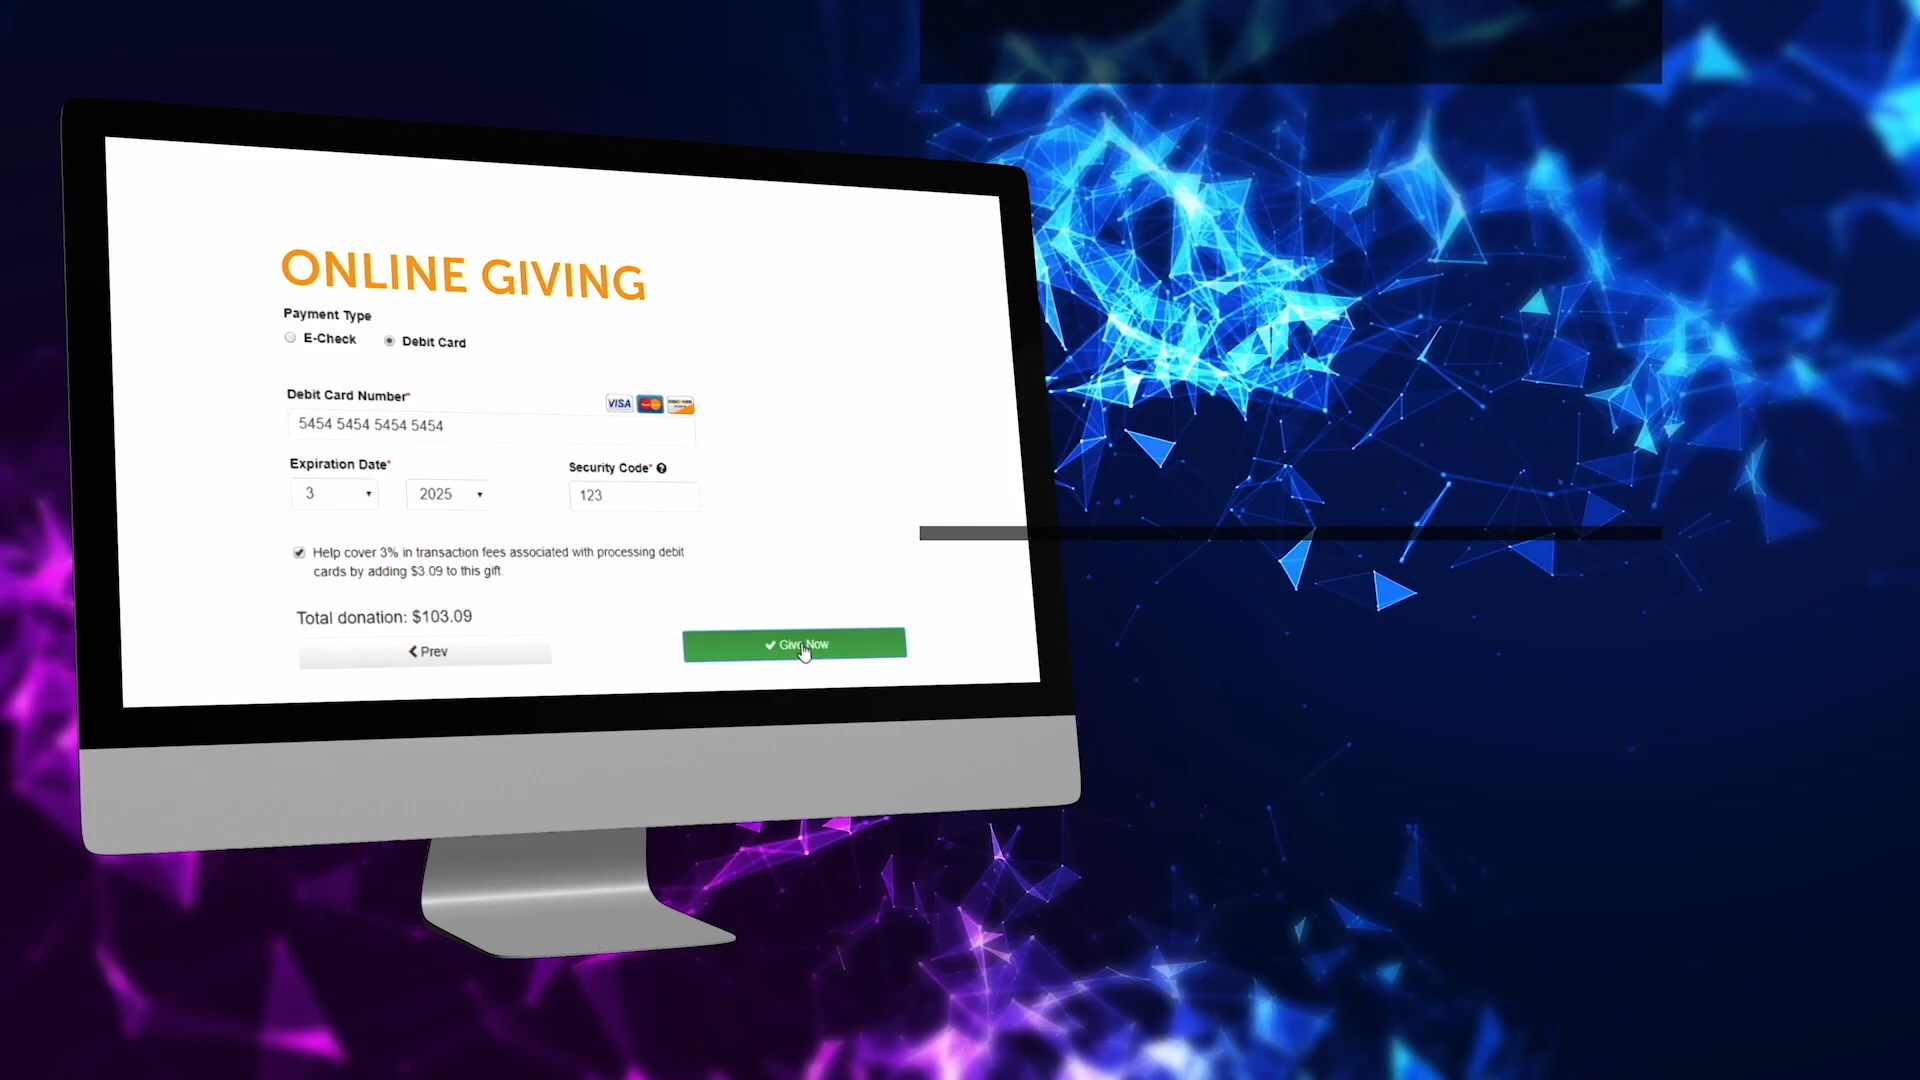 ONLINE GIVING
Payment Type
E-Check Debit Card
Debit Card Number* VISA
5454 5454 5454 5454
Expiration Date* Security Code* ?
3 2025 123
Help cover 3% in transaction fees associated with processing debit
cards by adding $3.09 to this gift.
Total donation: $103.09
Prev Give Now